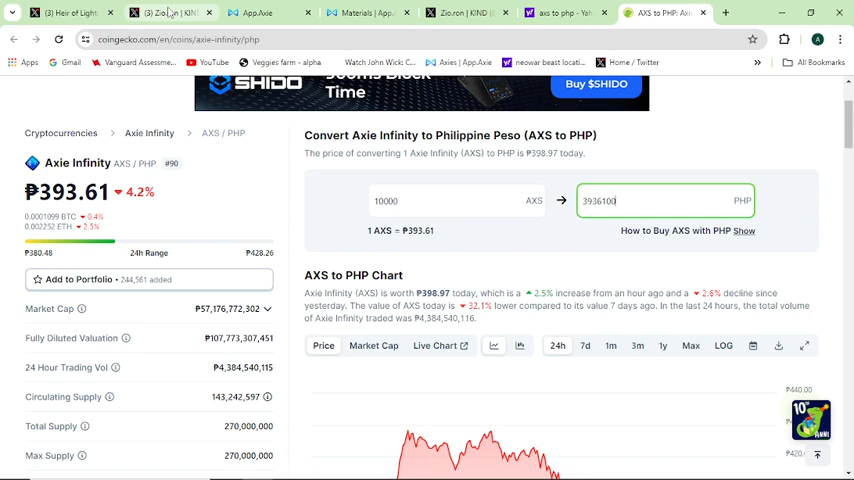 (3) Heir of Light
(3) Zio.ron | KIN
App.Axie
Materials | App.
Zio.ron | KIND (
axs to php - Yah
AXS to PHP: Axie
coingecko.com/en/coins/axie-infinity/php
Apps
Gmail
Vanguard Assessme...
YouTube
Veggies farm - alpha
Watch John Wick: C...
Axies | App.Axie
neowar beast locati...
Home / Twitter
»
All Bookmarks
SHIDO
Time
Buy $SHIDO
Cryptocurrencies > Axie Infinity > AXS / PHP
Axie Infinity AXS / PHP #90
₱393.61 4.2%
0.0001099 BTC 0.4%
0.002252 ETH 2.5%
₱380.48 24h Range ₱428.26
Add to Portfolio • 244,561 added
Market Cap ₱57,176,772,302
Fully Diluted Valuation ₱107,773,307,451
24 Hour Trading Vol ₱4,384,540,115
Circulating Supply 143,242,597
Total Supply 270,000,000
Max Supply 270,000,000
Convert Axie Infinity to Philippine Peso (AXS to PHP)
The price of converting 1 Axie Infinity (AXS) to PHP is ₱398.97 today.
10000 AXS → 3936100 PHP
1 AXS = ₱393.61
How to Buy AXS with PHP Show
AXS to PHP Chart
Axie Infinity (AXS) is worth ₱398.97 today, which is a 2.5% increase from an hour ago and a 2.6% decline since
yesterday. The value of AXS today is 32.1% lower compared to its value 7 days ago. In the last 24 hours, the total volume
of Axie Infinity traded was ₱4,384,540,116.
Price Market Cap Live Chart 24h 7d 1m 3m 1y Max LOG
₱440.00
₱420.
10TH
ANNI